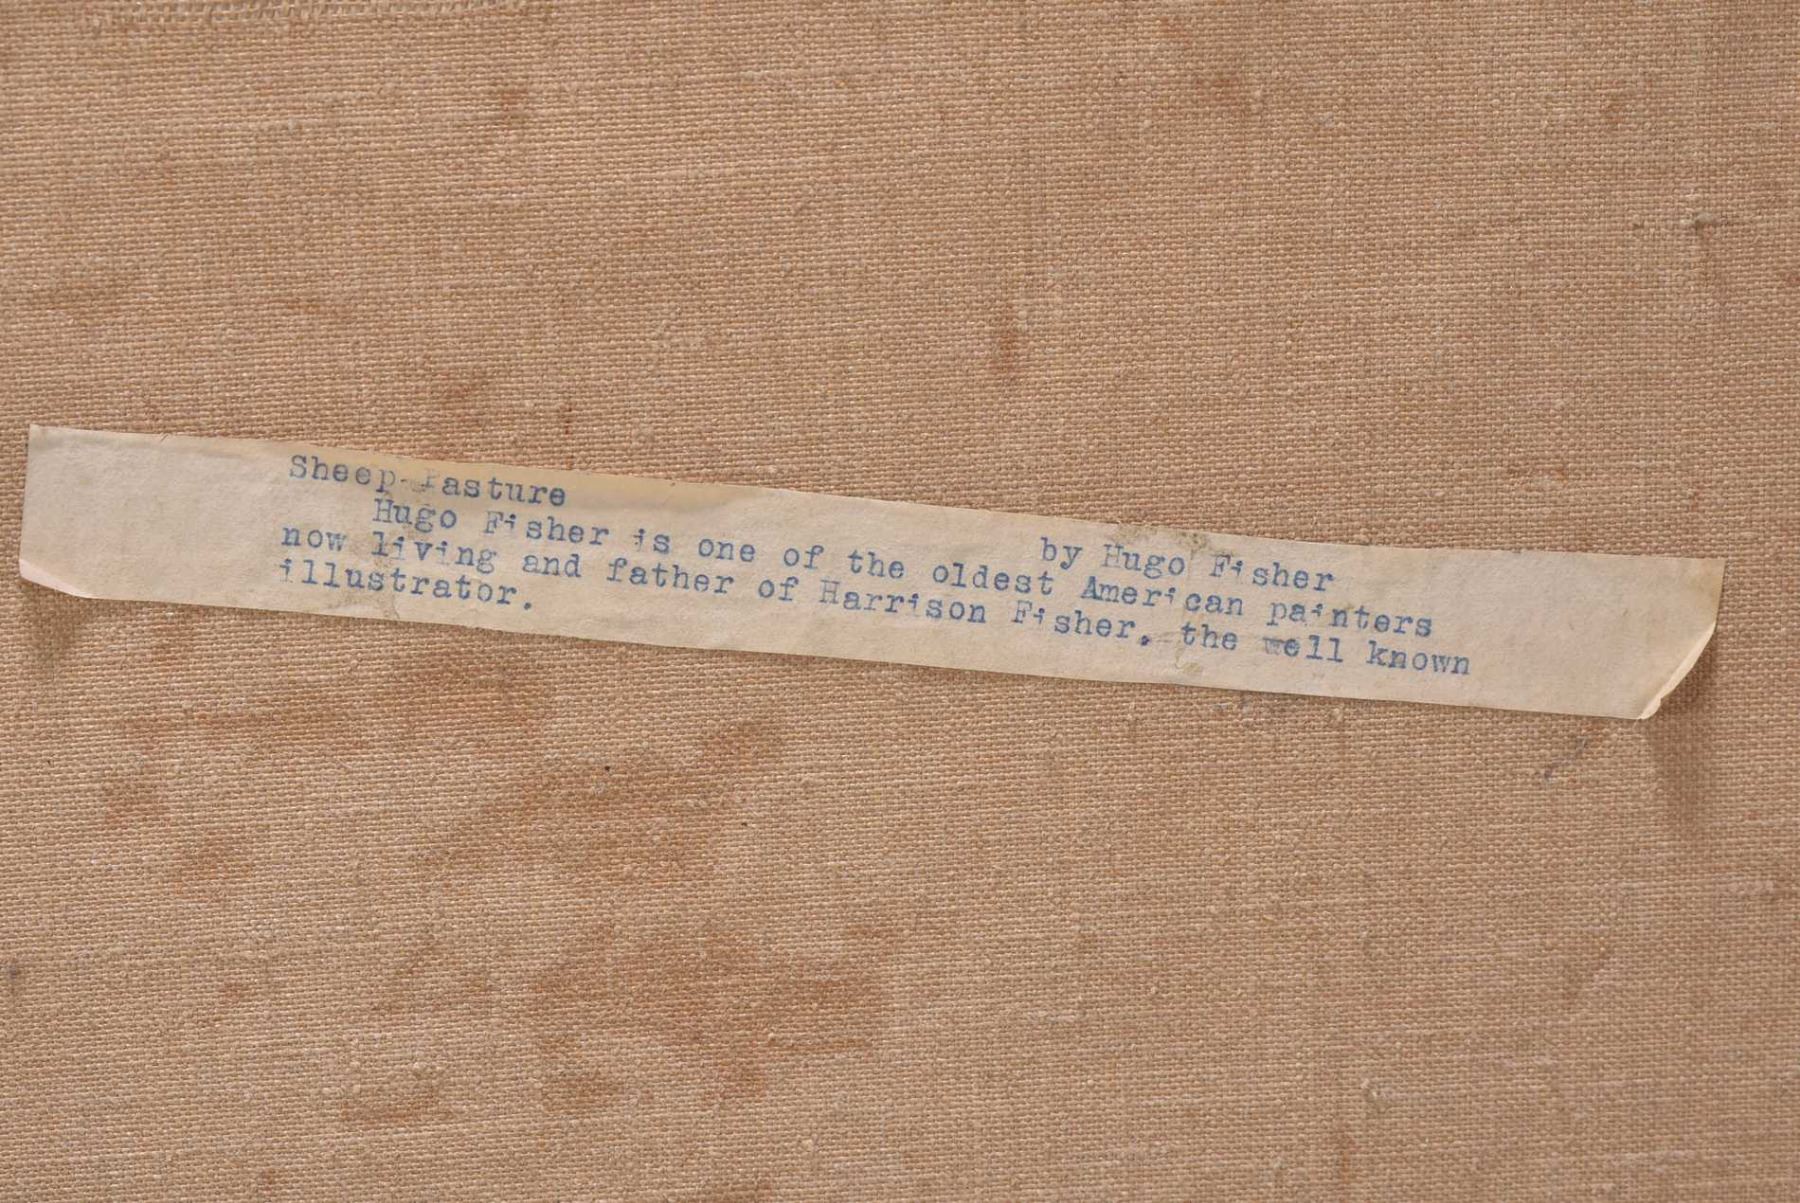 Sheep Pasture by Hugo Fisher
Hugo Fisher is one of the oldest American painters
now living and father of Harrison Fisher, the well known
illustrator.